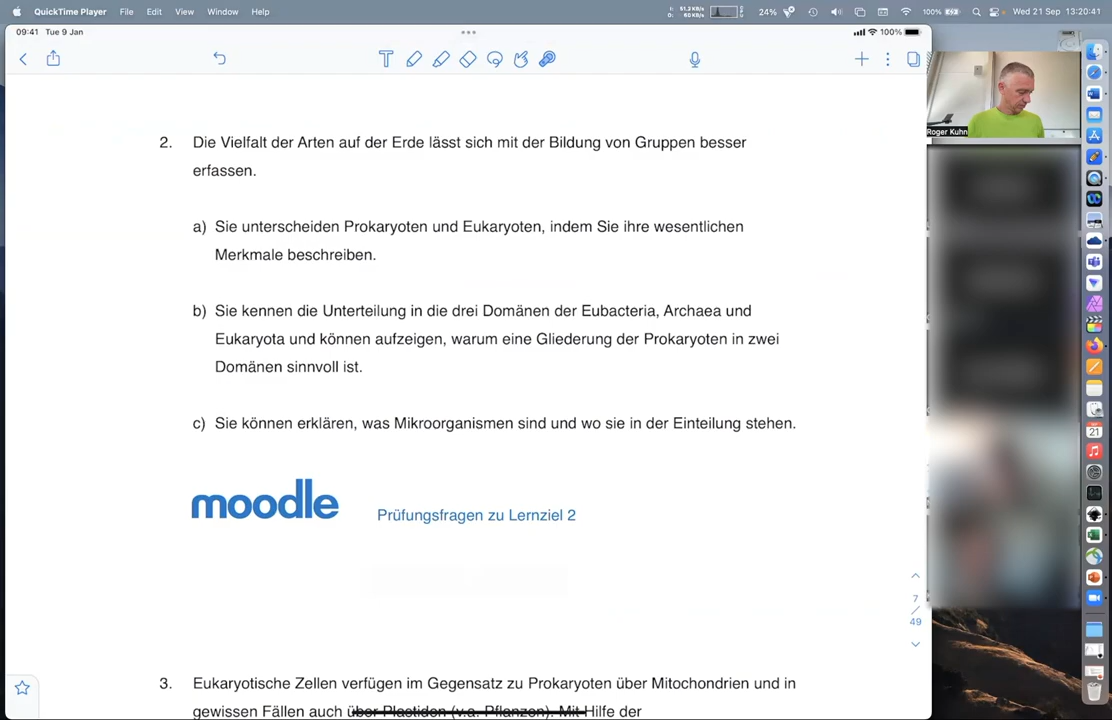 QuickTime Player File Edit View Window Help
24%
100%
Wed 21 Sep 13:20:41
09:41 Tue 9 Jan
100%
2. Die Vielfalt der Arten auf der Erde lässt sich mit der Bildung von Gruppen besser
erfassen.
a) Sie unterscheiden Prokaryoten und Eukaryoten, indem Sie ihre wesentlichen
Merkmale beschreiben.
b) Sie kennen die Unterteilung in die drei Domänen der Eubacteria, Archaea und
Eukaryota und können aufzeigen, warum eine Gliederung der Prokaryoten in zwei
Domänen sinnvoll ist.
c) Sie können erklären, was Mikroorganismen sind und wo sie in der Einteilung stehen.
moodle Prüfungsfragen zu Lernziel 2
3. Eukaryotische Zellen verfügen im Gegensatz zu Prokaryoten über Mitochondrien und in
gewissen Fällen auch über Plastiden (v.a. Pflanzen). Mit Hilfe der
7
/
49
Roger Kuhn
21